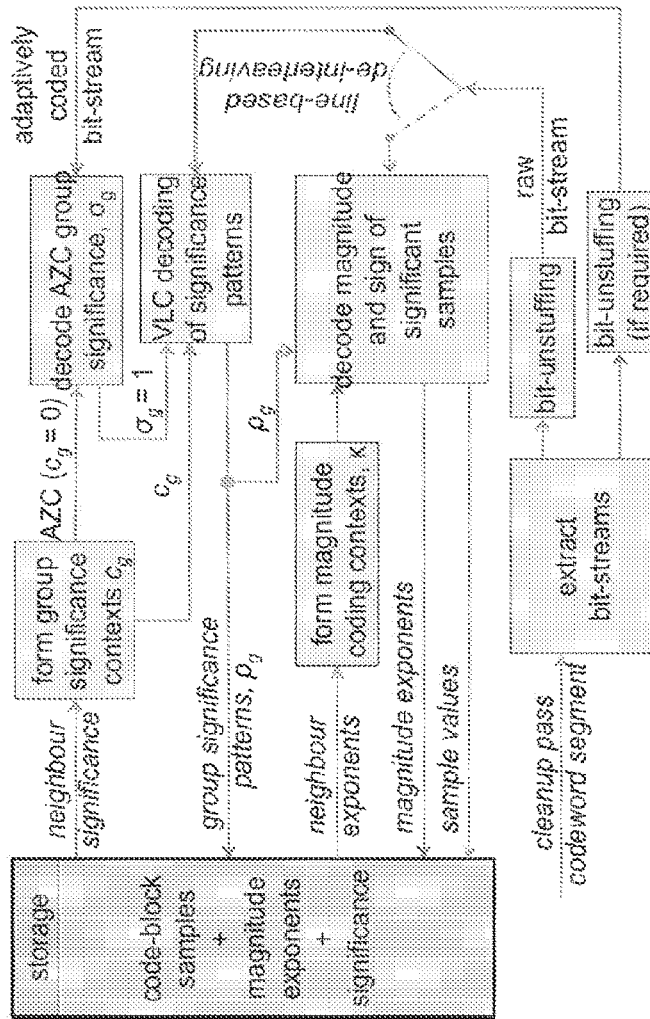 storage
code-block
samples
+
magnitude
exponents
+
significance
neighbour
significance
form group
significance
contexts c_g
AZC (c_g = 0)
decode AZC group
significance, σ_g
adaptively
coded
bit-stream
σ_g = 1
c_g
VLC decoding
of significance
patterns
line-based
de-interleaving
group significance
patterns, ρ_g
ρ_g
neighbour
exponents
form magnitude
coding contexts, κ
decode magnitude
and sign of
significant
samples
magnitude exponents
sample values
raw
bit-stream
cleanup pass
codeword segment
extract
bit-streams
bit-unstuffing
bit-unstuffing
(if required)